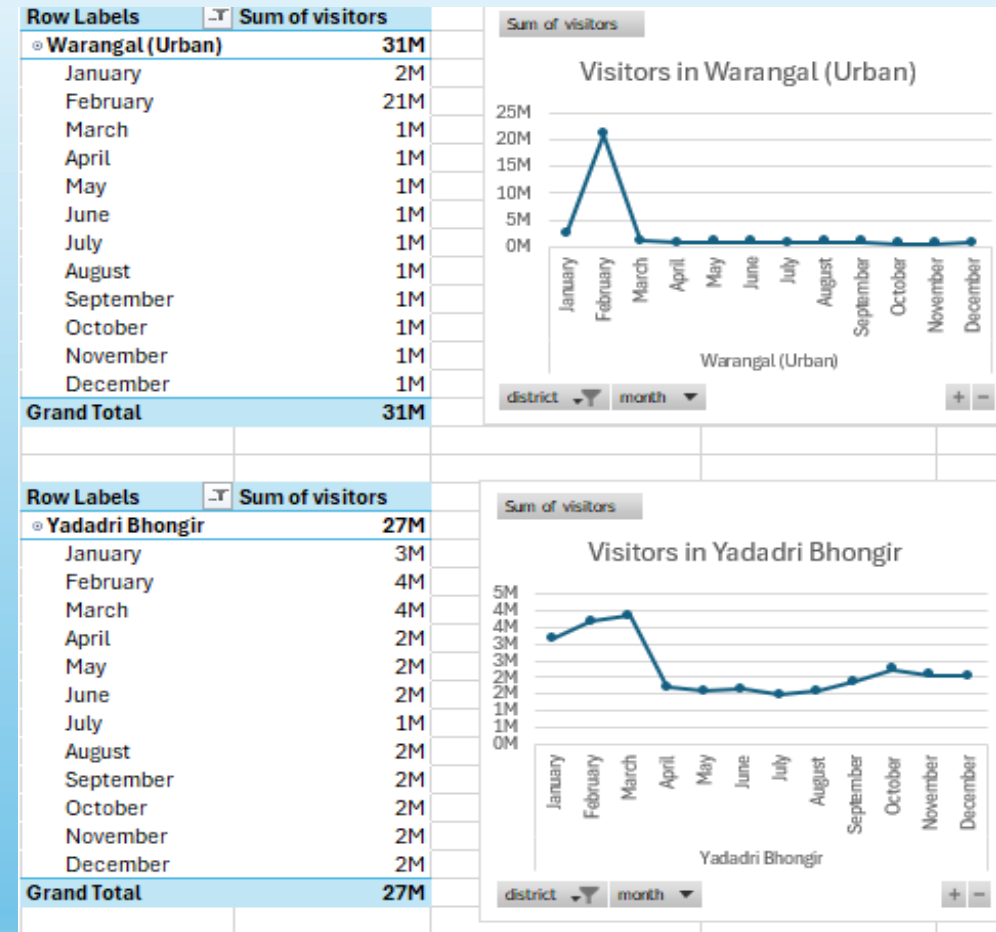 Row Labels Sum of visitors
Warangal (Urban) 31M
January 2M
February 21M
March 1M
April 1M
May 1M
June 1M
July 1M
August 1M
September 1M
October 1M
November 1M
December 1M
Grand Total 31M
Sum of visitors
Visitors in Warangal (Urban)
25M
20M
15M
10M
5M
0M
January
February
March
April
May
June
July
August
September
October
November
December
Warangal (Urban)
district month + -
Row Labels Sum of visitors
Yadadri Bhongir 27M
January 3M
February 4M
March 4M
April 2M
May 2M
June 2M
July 1M
August 2M
September 2M
October 2M
November 2M
December 2M
Grand Total 27M
Sum of visitors
Visitors in Yadadri Bhongir
5M
4M
4M
3M
3M
2M
2M
1M
1M
0M
January
February
March
April
May
June
July
August
September
October
November
December
Yadadri Bhongir
district month + -